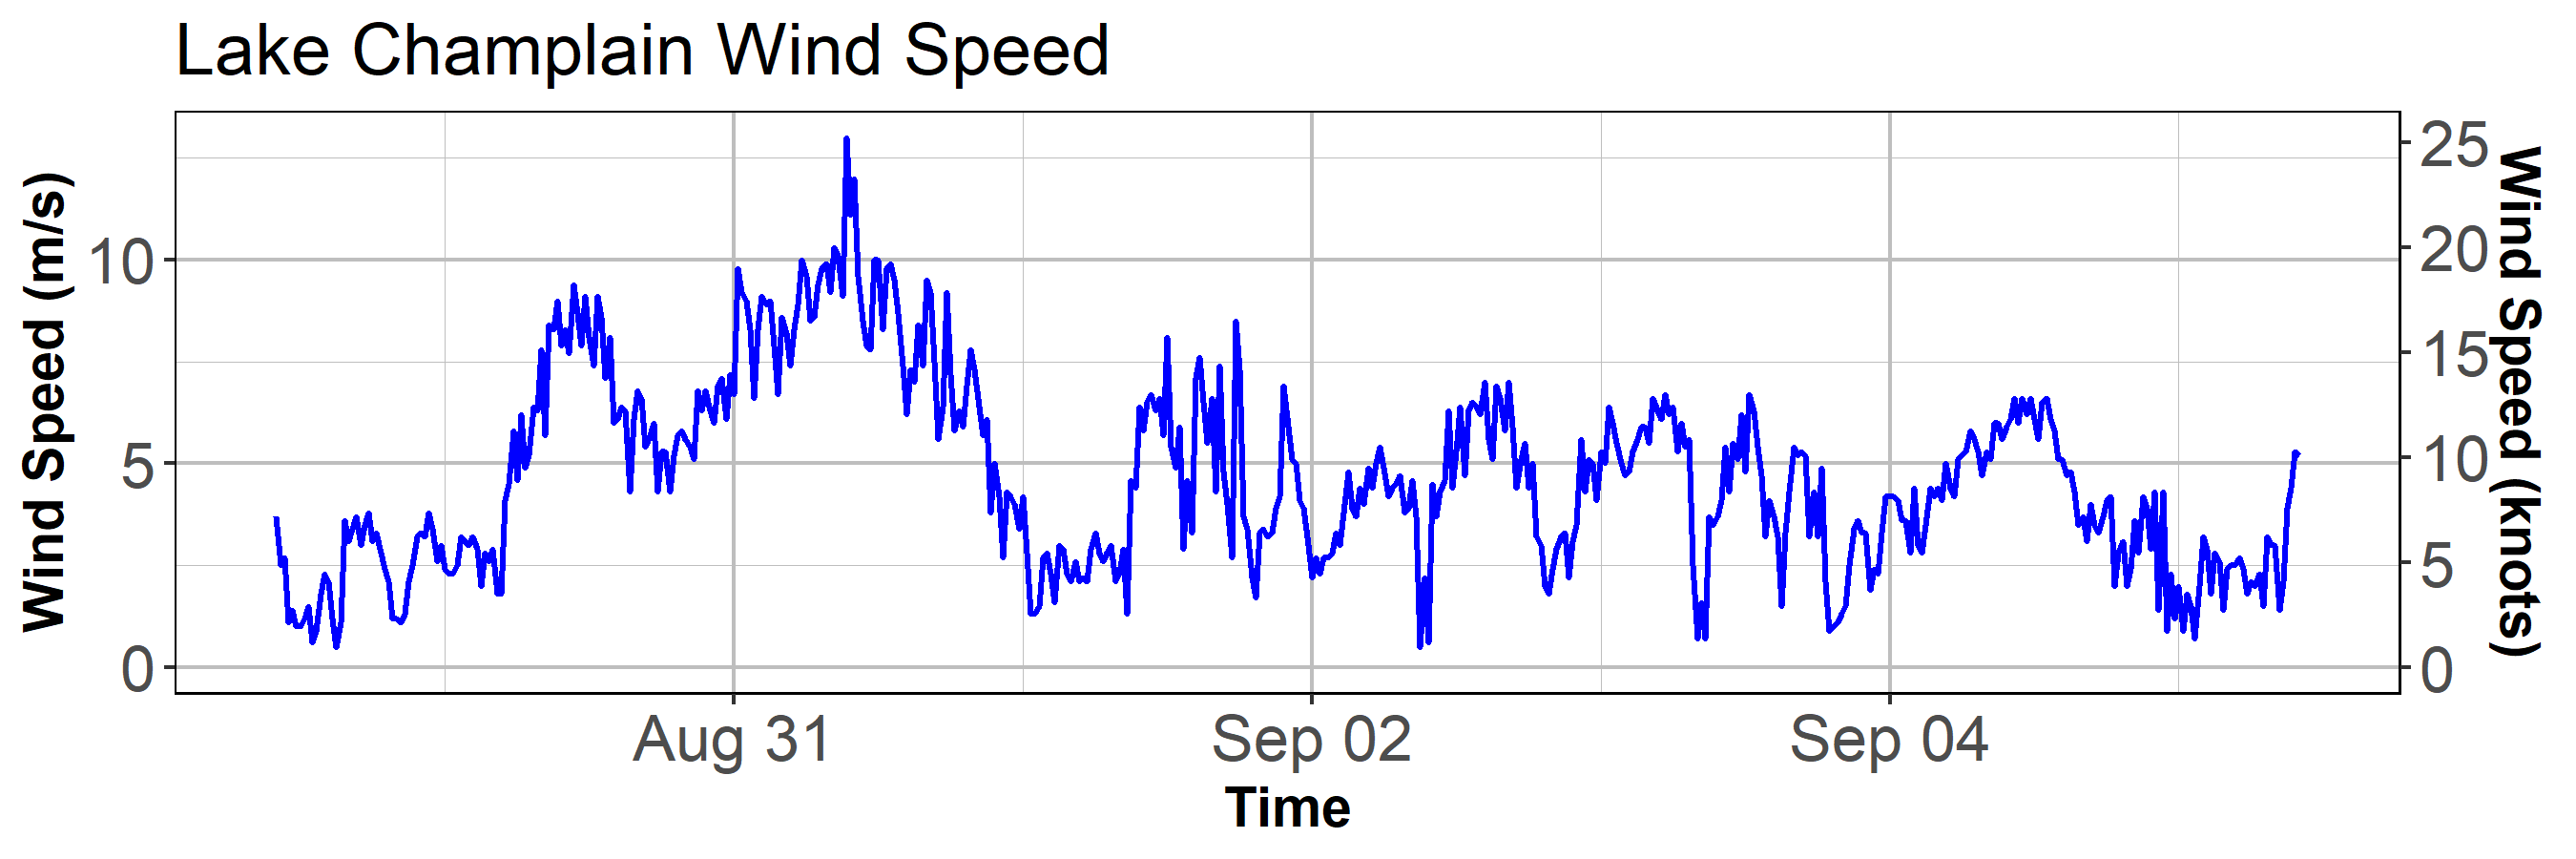 Lake Champlain Wind Speed
Wind Speed (m/s)
10
5
0
25
20
15
10
5
0
Wind Speed (knots)
Aug 31
Sep 02
Sep 04
Time